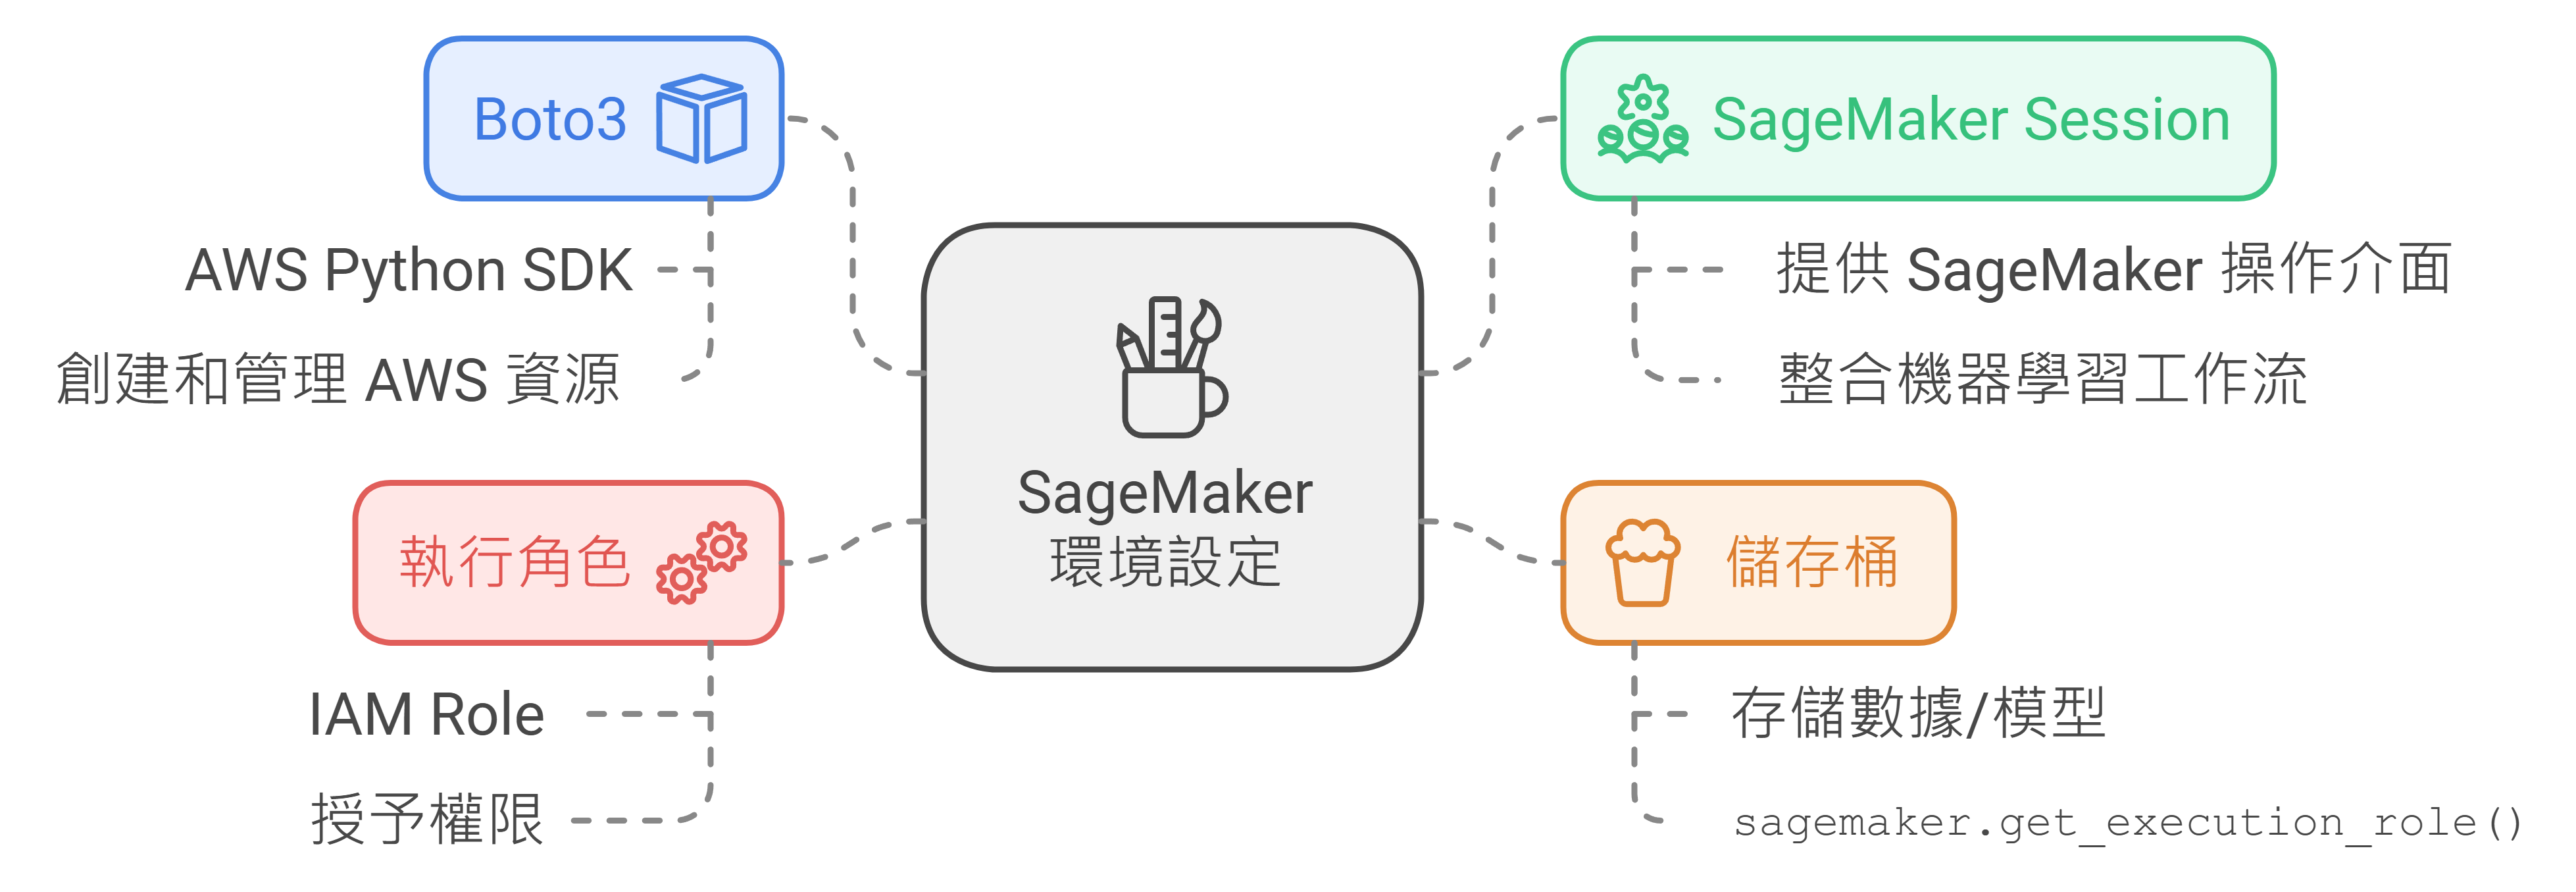 Boto3
AWS Python SDK
創建和管理 AWS 資源
執行角色
IAM Role
授予權限
SageMaker
環境設定
SageMaker Session
提供 SageMaker 操作介面
整合機器學習工作流
儲存桶
存儲數據/模型
sagemaker.get_execution_role()